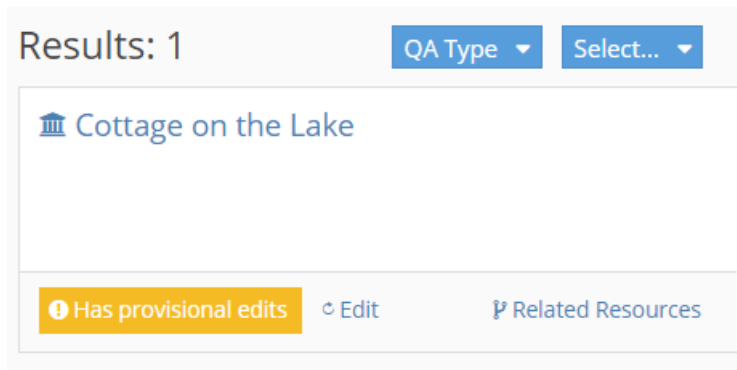 Results: 1 QA Type Select...
Cottage on the Lake
Has provisional edits Edit Related Resources